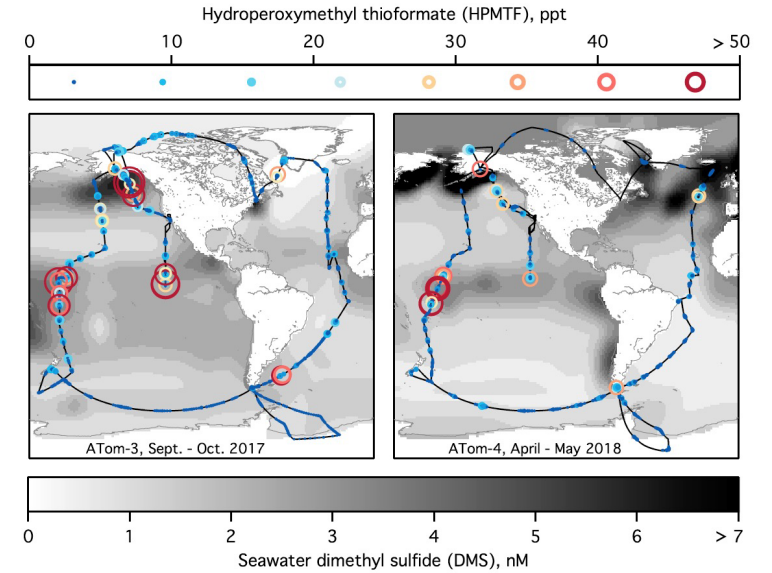 Hydroperoxymethyl thioformate (HPMTF), ppt
0 10 20 30 40 > 50
ATom-3, Sept. - Oct. 2017
ATom-4, April - May 2018
0 1 2 3 4 5 6 > 7
Seawater dimethyl sulfide (DMS), nM